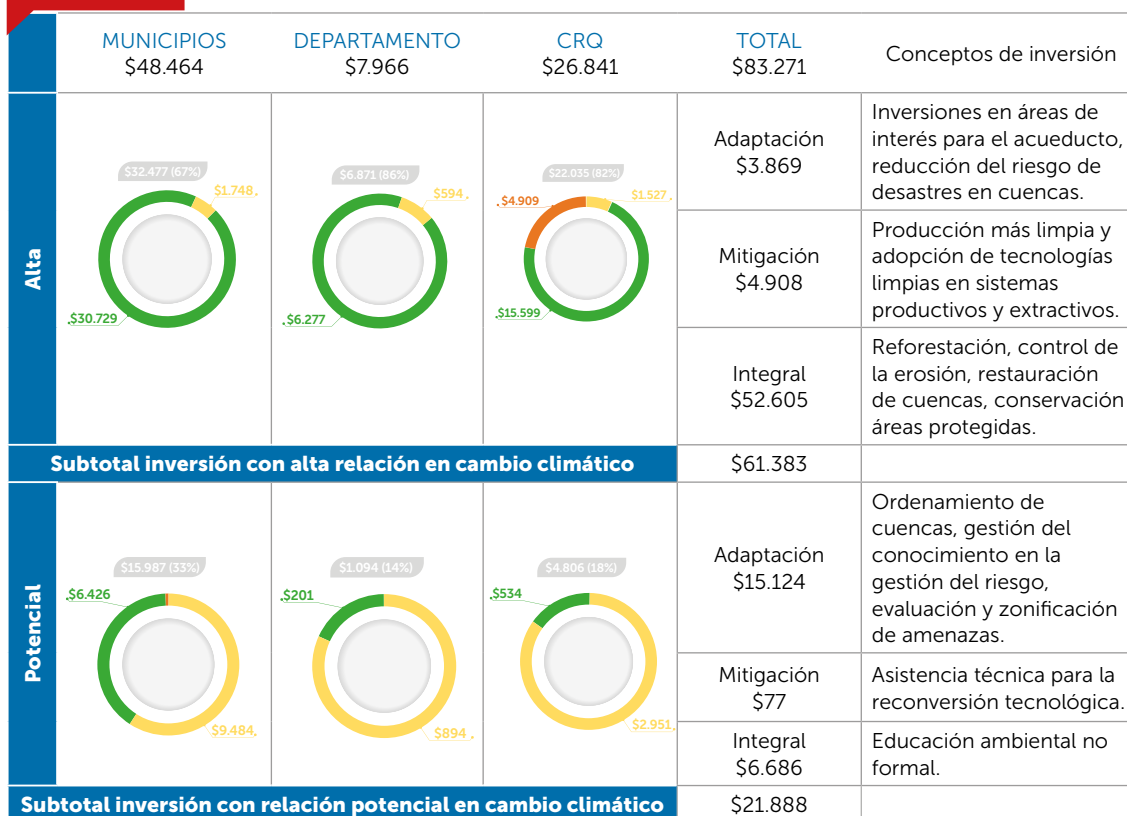 MUNICIPIOS
$48.464
DEPARTAMENTO
$7.966
CRQ
$26.841
TOTAL
$83.271
Conceptos de inversión
Alta
$32.477 (67%)
$1.748
$30.729
$6.871 (86%)
$594
$6.277
$22.035 (82%)
$4.909
$1.527
$15.599
Adaptación
$3.869
Inversiones en áreas de
interés para el acueducto,
reducción del riesgo de
desastres en cuencas.
Mitigación
$4.908
Producción más limpia y
adopción de tecnologías
limpias en sistemas
productivos y extractivos.
Integral
$52.605
Reforestación, control de
la erosión, restauración
de cuencas, conservación
áreas protegidas.
Subtotal inversión con alta relación en cambio climático
$61.383
Potencial
$15.987 (33%)
$6.426
$9.484
$1.094 (14%)
$201
$894
$4.806 (18%)
$534
$2.951
Adaptación
$15.124
Ordenamiento de
cuencas, gestión del
conocimiento en la
gestión del riesgo,
evaluación y zonificación
de amenazas.
Mitigación
$77
Asistencia técnica para la
reconversión tecnológica.
Integral
$6.686
Educación ambiental no
formal.
Subtotal inversión con relación potencial en cambio climático
$21.888